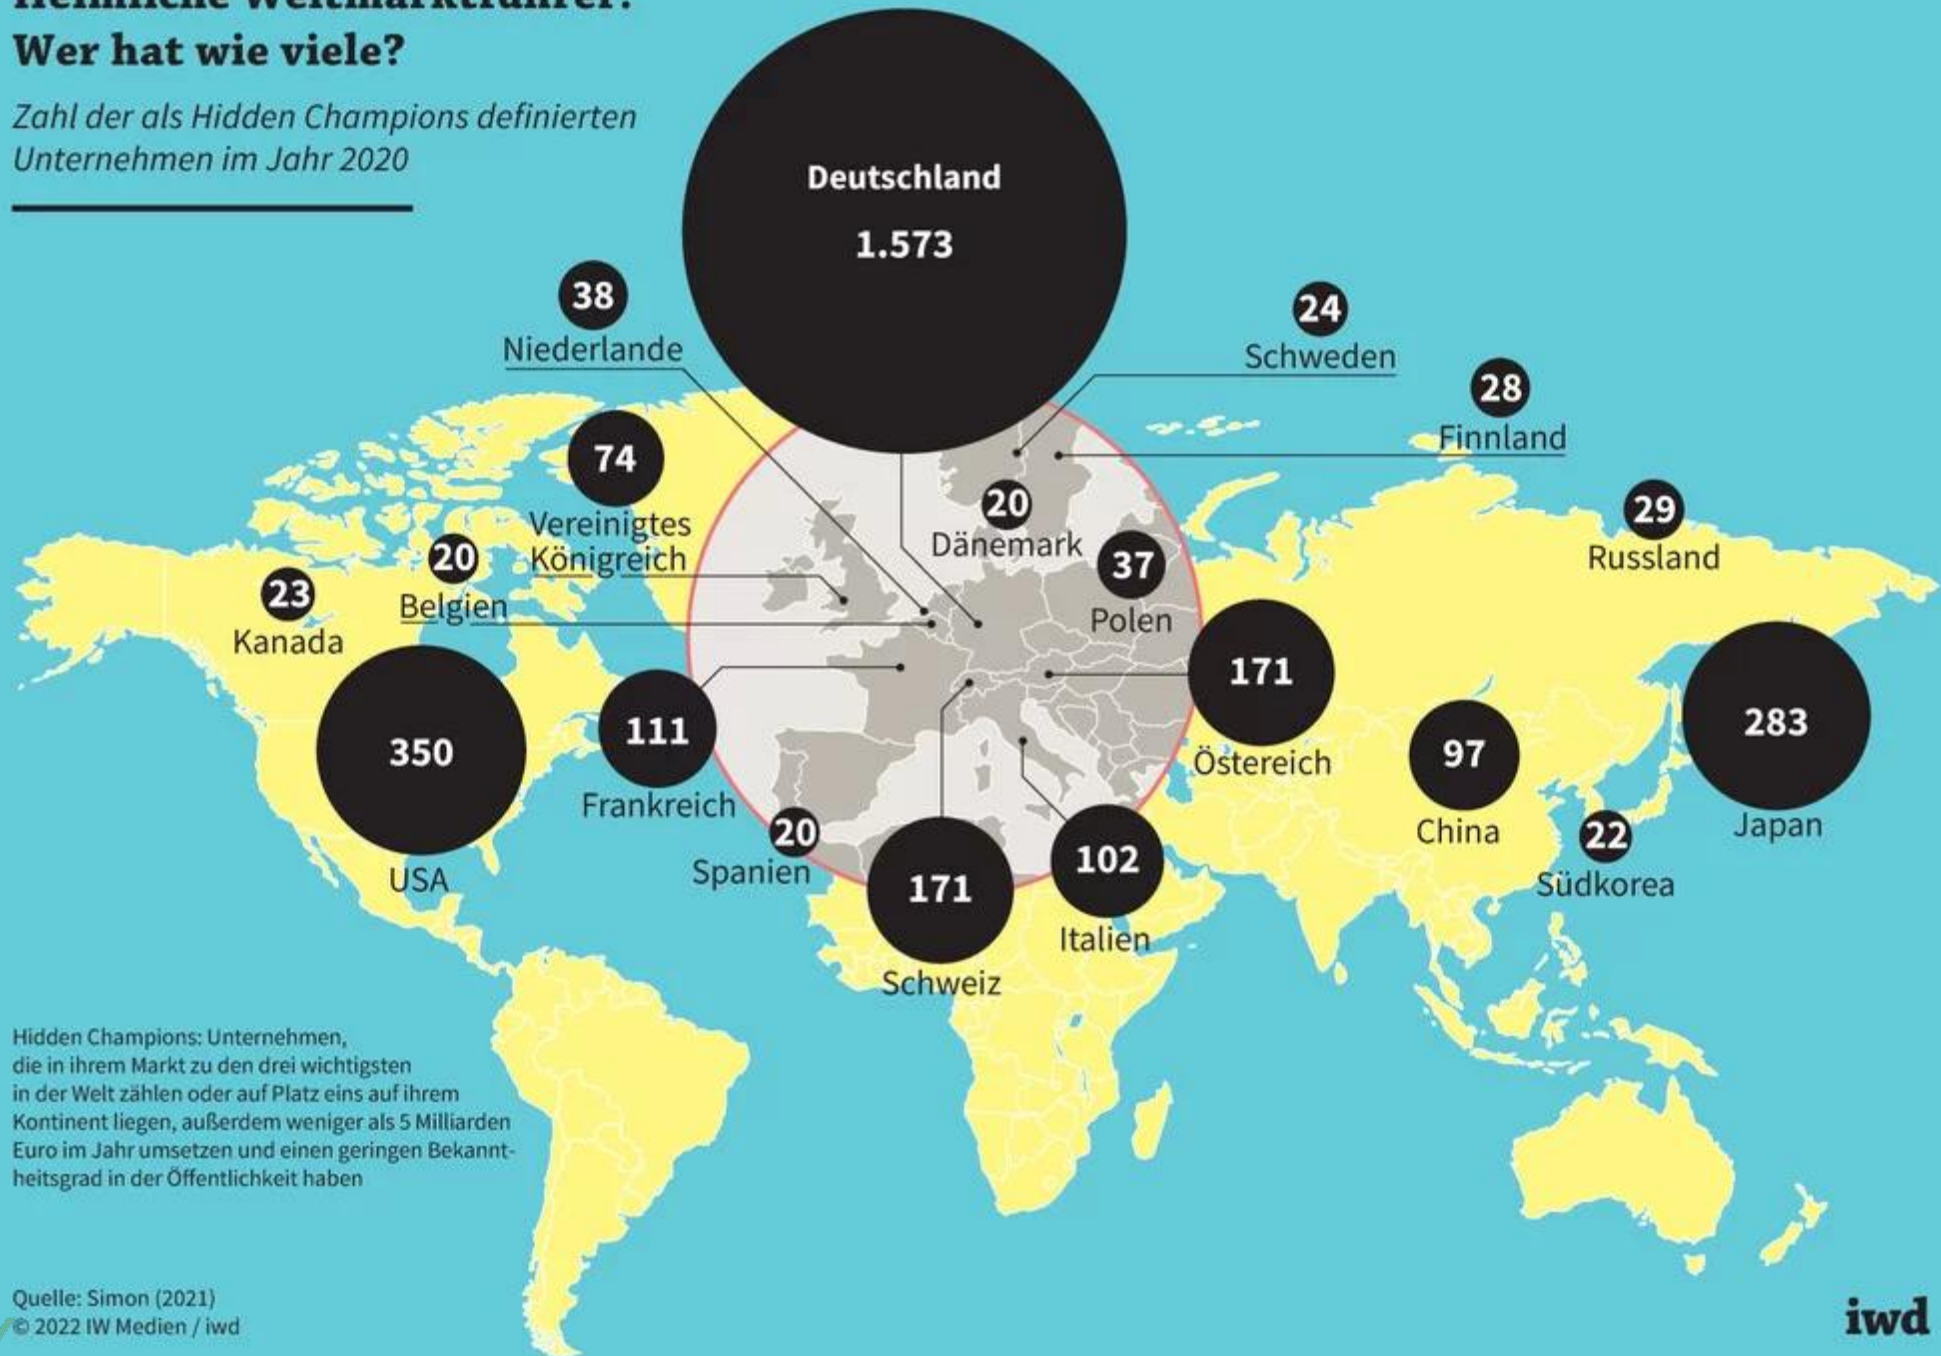 Heimliche Weltmarktführer:
Wer hat wie viele?
Zahl der als Hidden Champions definierten
Unternehmen im Jahr 2020
Deutschland
1.573
38
Niederlande
24
Schweden
28
Finnland
74
Vereinigtes
Königreich
20
Dänemark
37
Polen
29
Russland
20
Belgien
23
Kanada
350
USA
111
Frankreich
171
Östereich
97
China
283
Japan
22
Südkorea
20
Spanien
171
Schweiz
102
Italien
Hidden Champions: Unternehmen,
die in ihrem Markt zu den drei wichtigsten
in der Welt zählen oder auf Platz eins auf ihrem
Kontinent liegen, außerdem weniger als 5 Milliarden
Euro im Jahr umsetzen und einen geringen Bekannt-
heitsgrad in der Öffentlichkeit haben
Quelle: Simon (2021)
© 2022 IW Medien / iwd
iwd